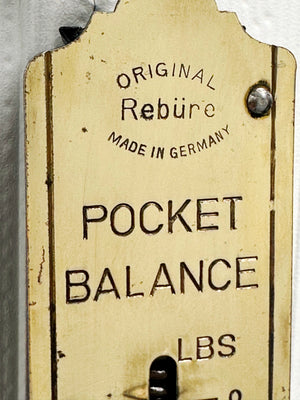 ORIGINAL
Rebüre
MADE IN GERMANY
POCKET
BALANCE
LBS